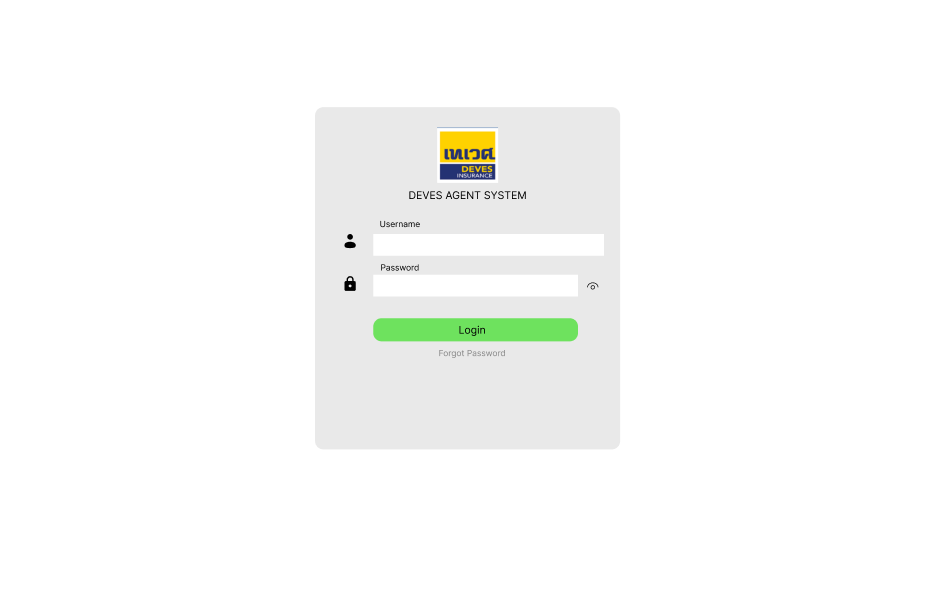 เทเวศ
DEVES
INSURANCE
DEVES AGENT SYSTEM
Username
Password
Login
Forgot Password